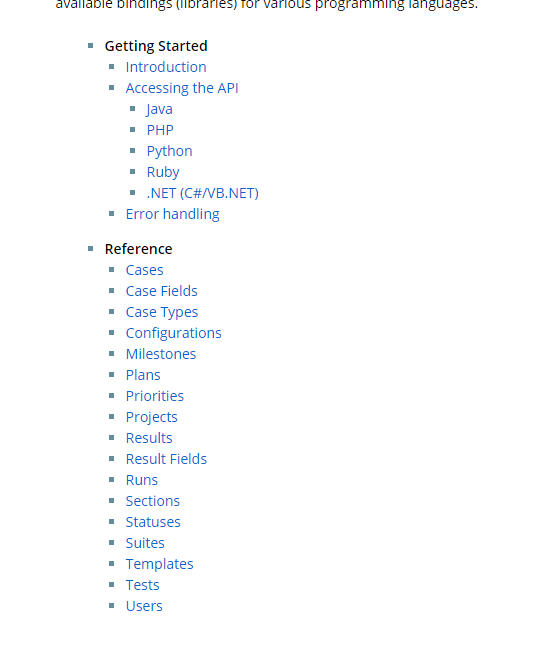 available bindings (libraries) for various programming languages.
Getting Started
Introduction
Accessing the API
Java
PHP
Python
Ruby
.NET (C#/VB.NET)
Error handling
Reference
Cases
Case Fields
Case Types
Configurations
Milestones
Plans
Priorities
Projects
Results
Result Fields
Runs
Sections
Statuses
Suites
Templates
Tests
Users